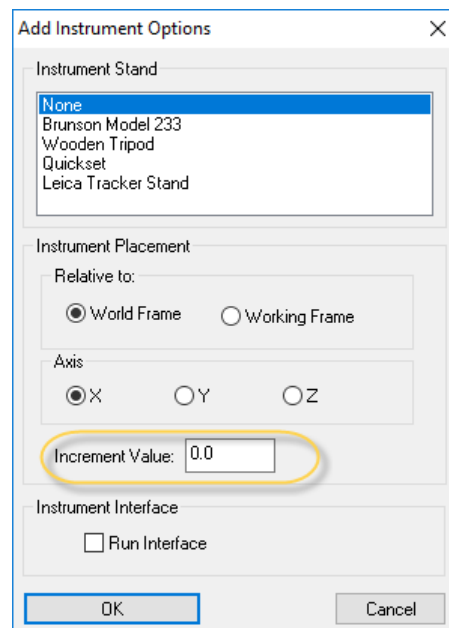 Add Instrument Options
Instrument Stand
None
Brunson Model 233
Wooden Tripod
Quickset
Leica Tracker Stand
Instrument Placement
Relative to:
World Frame Working Frame
Axis
X Y Z
Increment Value: 0.0
Instrument Interface
Run Interface
OK Cancel